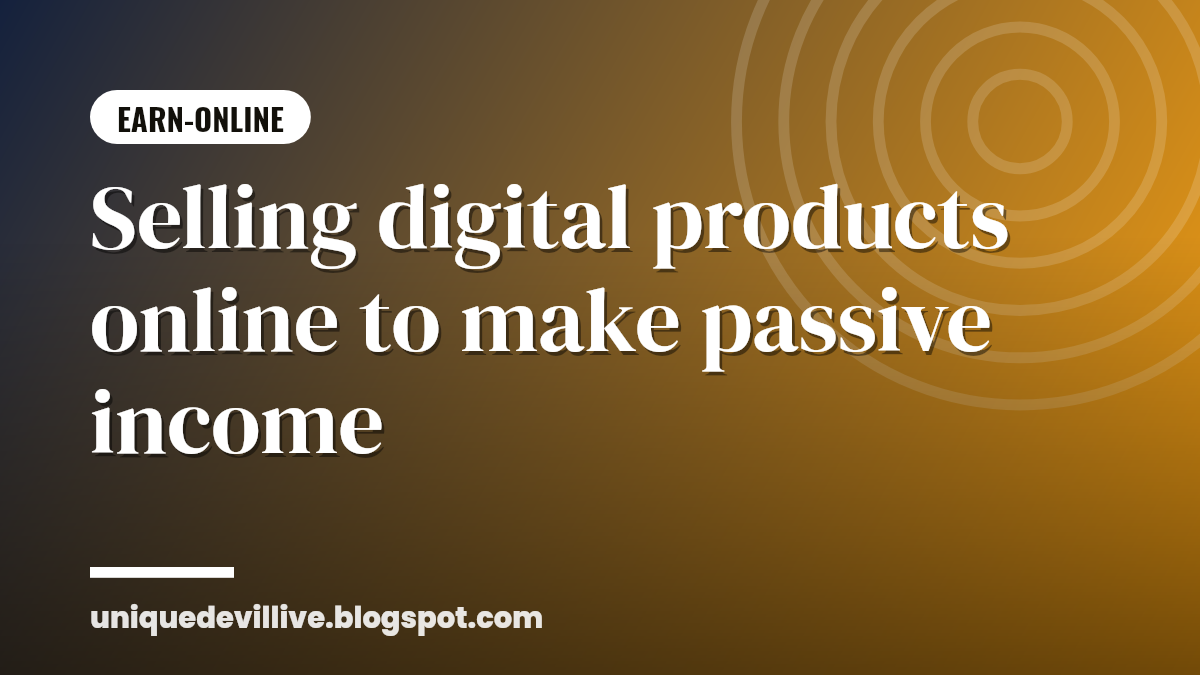 EARN-ONLINE
Selling digital products
online to make passive
income
uniquedevillive.blogspot.com